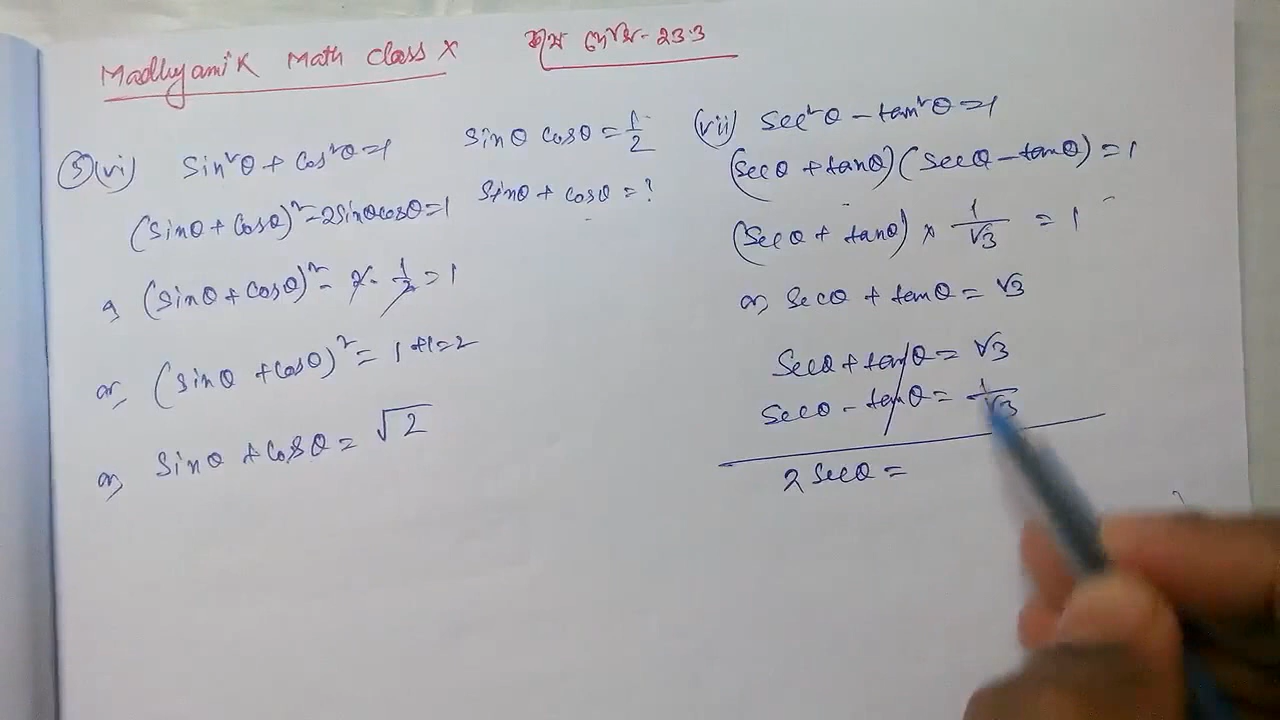 Madhyamik Math Class X কষে দেখি - 23.3
5(vi) Sin²θ + Cos²θ = 1 Sinθ Cosθ = 1/2
(Sinθ + Cosθ)² - 2Sinθcosθ = 1 Sinθ + Cosθ = ?
(Sinθ + Cosθ)² - 2 · 1/2 = 1
or, (Sinθ + Cosθ)² = 1 + 1 = 2
or, Sinθ + Cosθ = √2
(vii) Sec²θ - tan²θ = 1
(Secθ + tanθ)(Secθ - tanθ) = 1
(Secθ + tanθ) × 1/√3 = 1
or, Secθ + tanθ = √3
Secθ + tanθ = √3
Secθ - tanθ = 1/√3
2 Secθ =